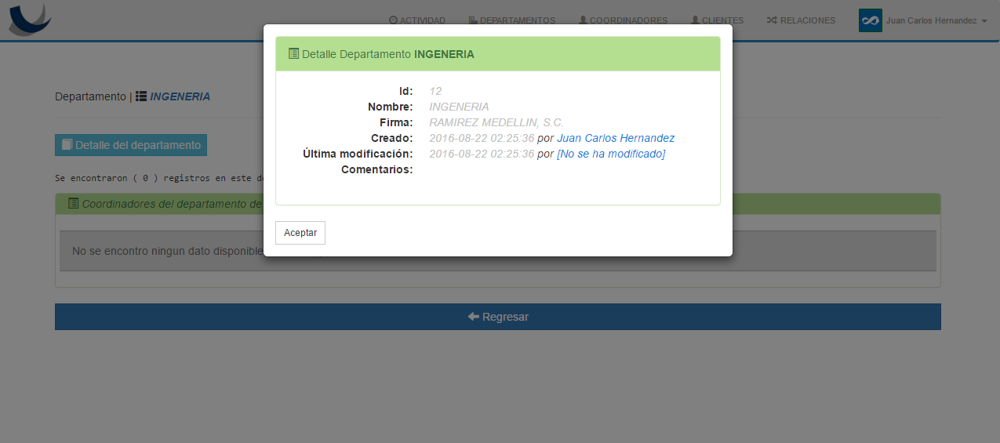 ACTIVIDAD DEPARTAMENTOS COORDINADORES CLIENTES RELACIONES Juan Carlos Hernandez
Detalle Departamento INGENERIA
Id: 12
Nombre: INGENERIA
Firma: RAMIREZ MEDELLIN, S.C.
Creado: 2016-08-22 02:25:36 por Juan Carlos Hernandez
Última modificación: 2016-08-22 02:25:36 por [No se ha modificado]
Comentarios:
Aceptar
Departamento | INGENERIA
Detalle del departamento
Se encontraron ( 0 ) registros en este
Coordinadores del departamento de
No se encontro ningun dato disponible
Regresar